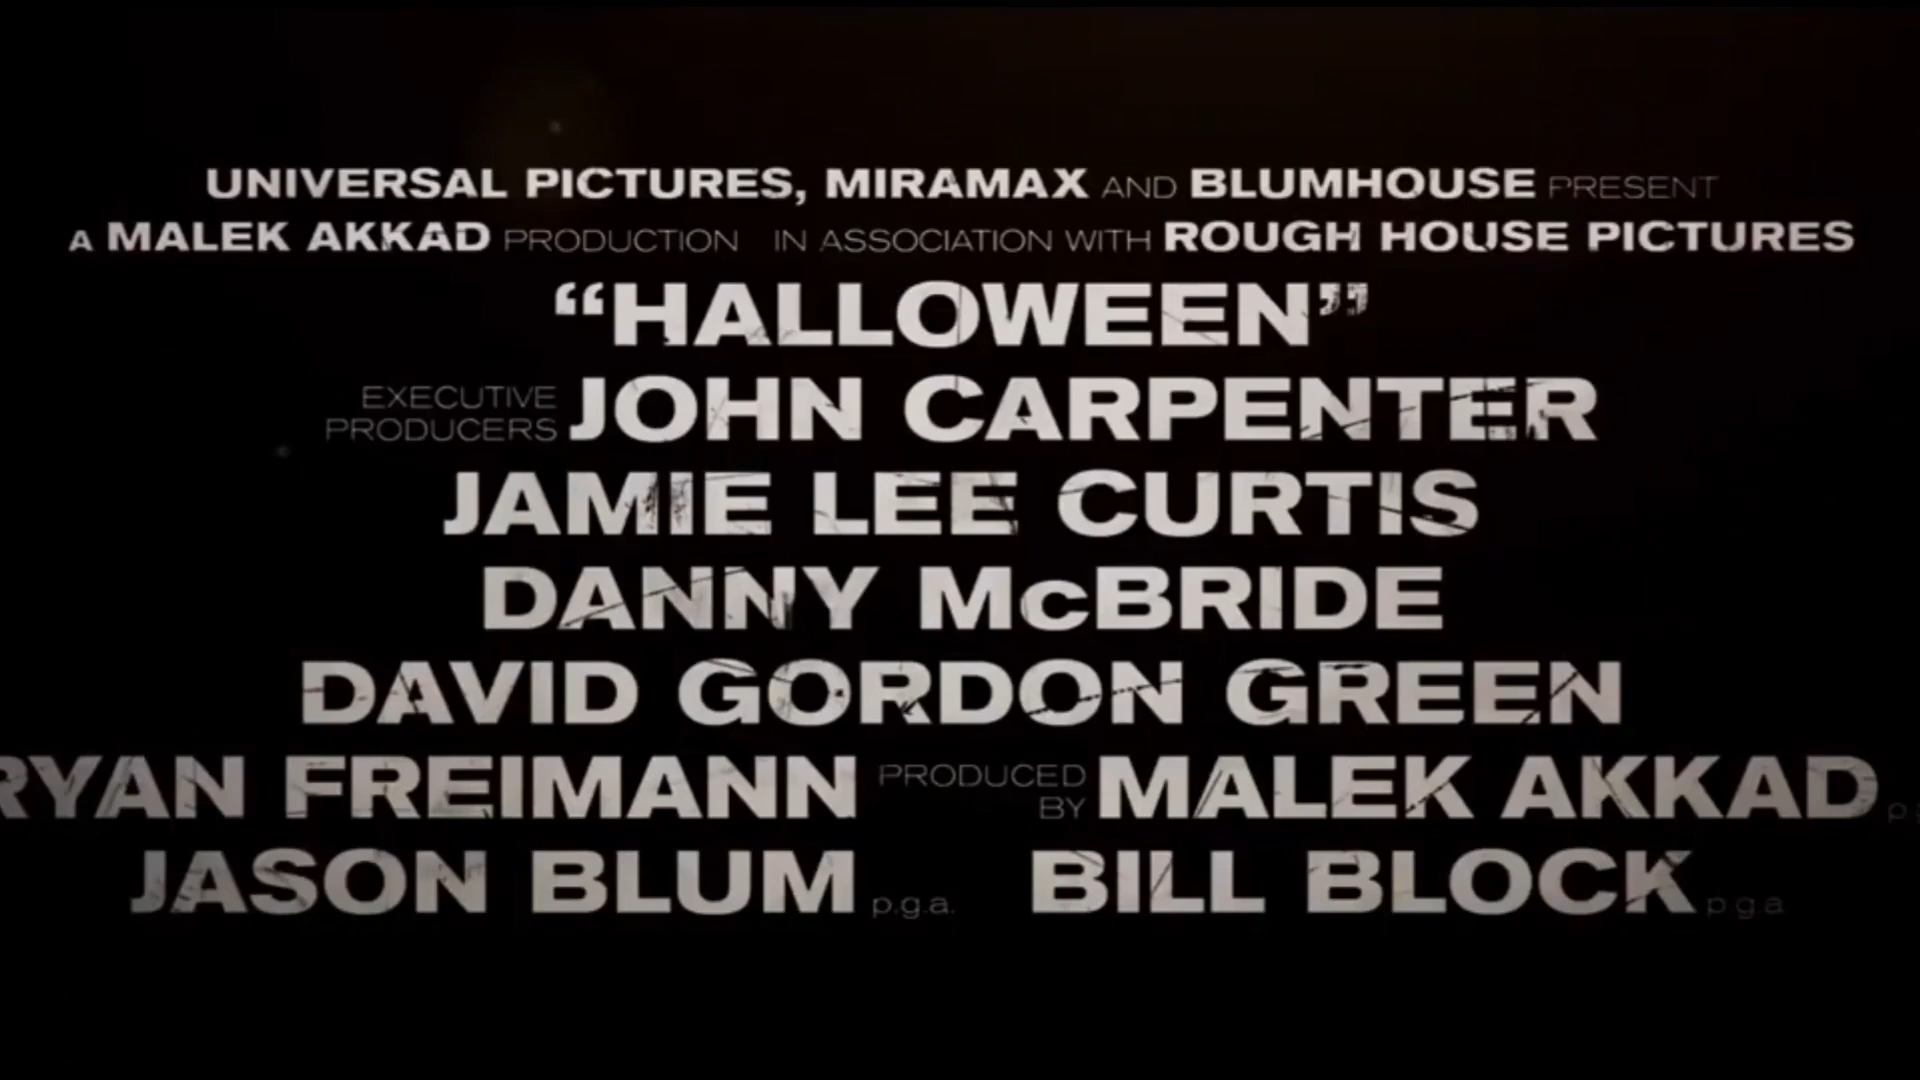 UNIVERSAL PICTURES, MIRAMAX AND BLUMHOUSE PRESENT
A MALEK AKKAD PRODUCTION IN ASSOCIATION WITH ROUGH HOUSE PICTURES
“HALLOWEEN”
EXECUTIVE PRODUCERS JOHN CARPENTER
JAMIE LEE CURTIS
DANNY McBRIDE
DAVID GORDON GREEN
RYAN FREIMANN PRODUCED BY MALEK AKKAD
JASON BLUM p.g.a. BILL BLOCK p.g.a.